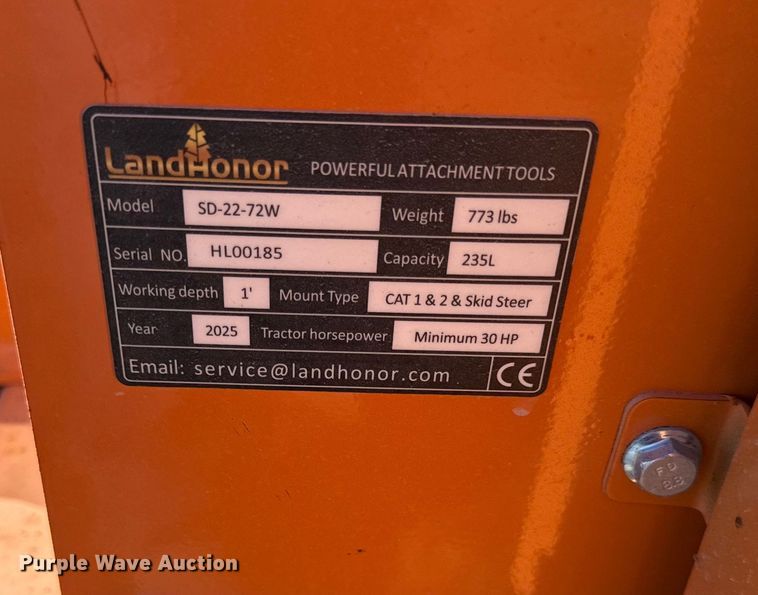 LandHonor POWERFUL ATTACHMENT TOOLS
Model SD-22-72W Weight 773 lbs
Serial NO. HL00185 Capacity 235L
Working depth 1' Mount Type CAT 1 & 2 & Skid Steer
Year 2025 Tractor horsepower Minimum 30 HP
Email: service@landhonor.com CE
FD
8.8
Purple Wave Auction